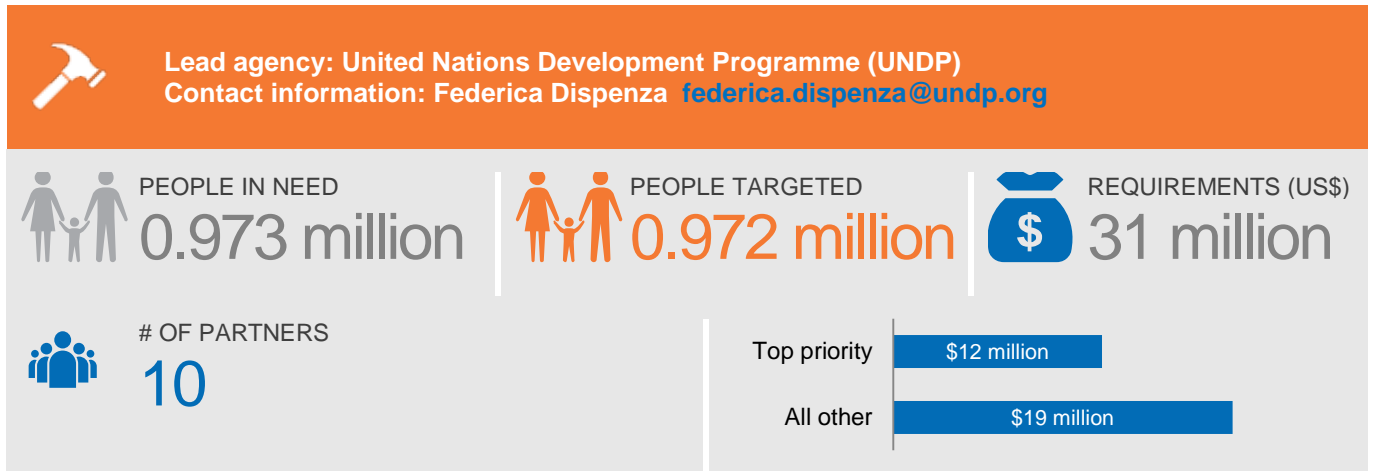 Lead agency: United Nations Development Programme (UNDP)
Contact information: Federica Dispenza federica.dispenza@undp.org
PEOPLE IN NEED
0.973 million
PEOPLE TARGETED
0.972 million
$
REQUIREMENTS (US$)
31 million
# OF PARTNERS
10
Top priority
$12 million
All other
$19 million